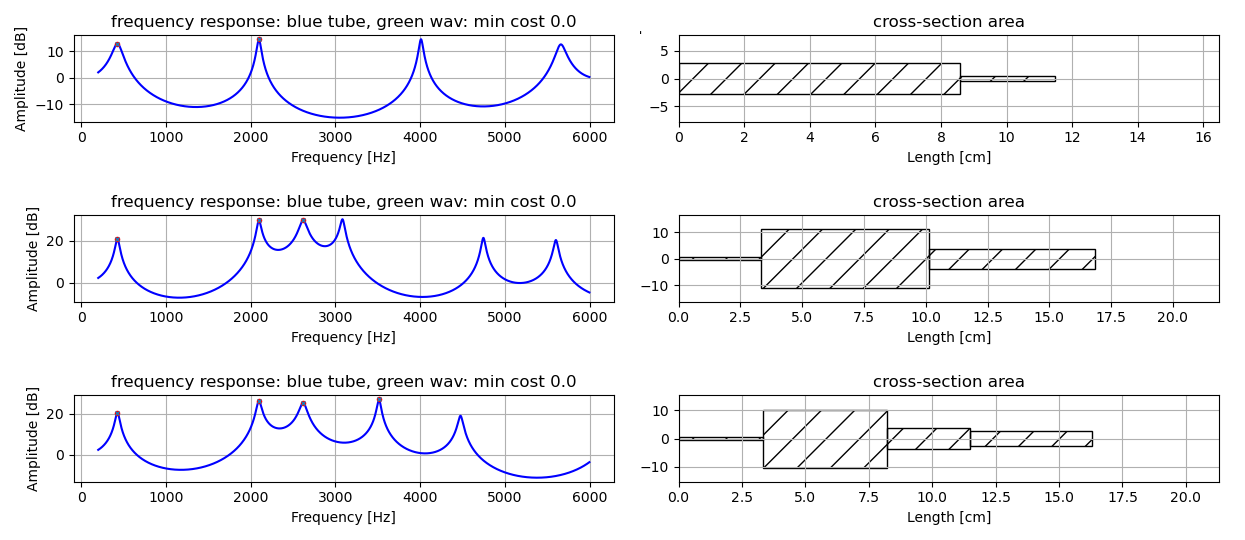 frequency response: blue tube, green wav: min cost 0.0
cross-section area
Amplitude [dB]
10
0
−10
0 1000 2000 3000 4000 5000 6000
Frequency [Hz]
5
0
−5
0 2 4 6 8 10 12 14 16
Length [cm]
frequency response: blue tube, green wav: min cost 0.0
cross-section area
Amplitude [dB]
20
0
0 1000 2000 3000 4000 5000 6000
Frequency [Hz]
10
0
−10
0.0 2.5 5.0 7.5 10.0 12.5 15.0 17.5 20.0
Length [cm]
frequency response: blue tube, green wav: min cost 0.0
cross-section area
Amplitude [dB]
20
0
0 1000 2000 3000 4000 5000 6000
Frequency [Hz]
10
0
−10
0.0 2.5 5.0 7.5 10.0 12.5 15.0 17.5 20.0
Length [cm]